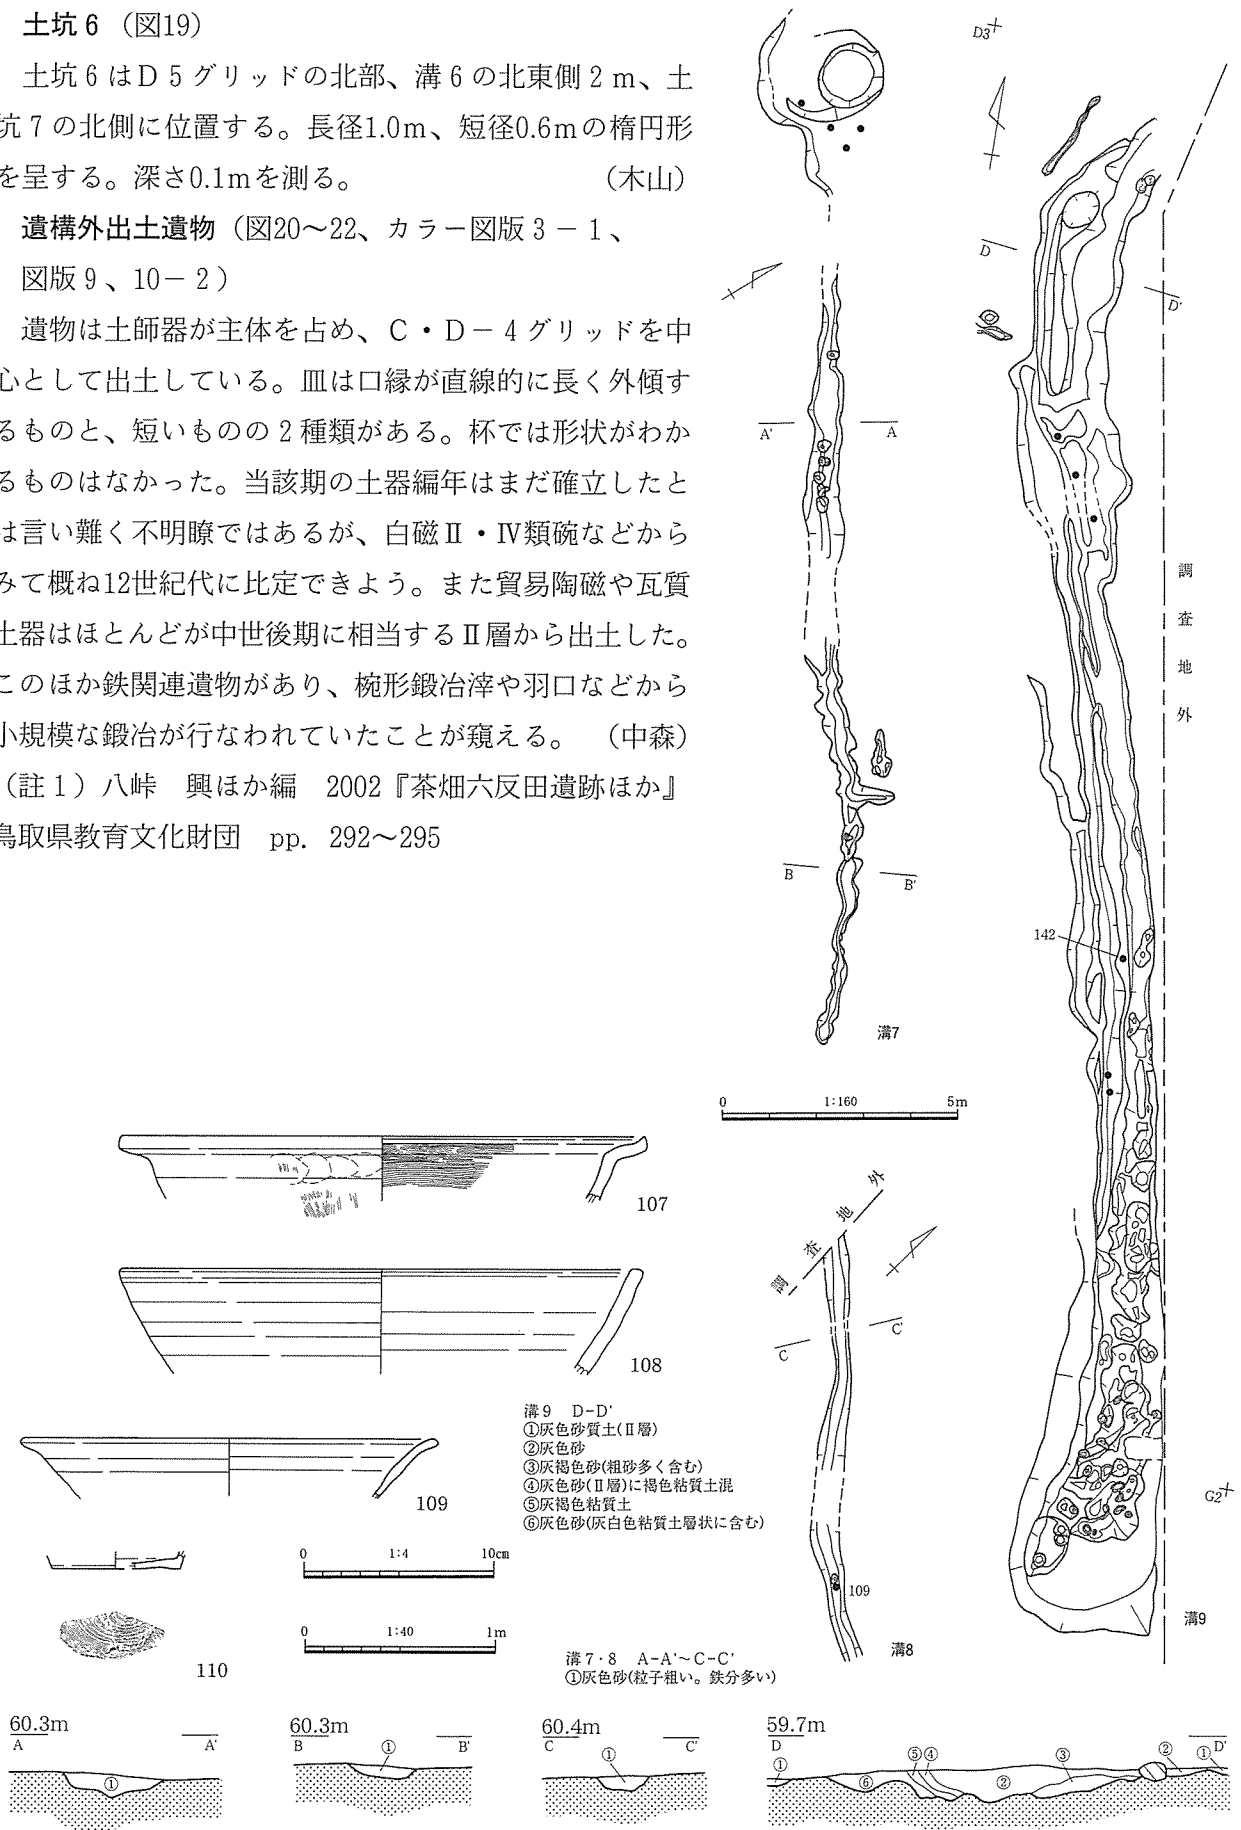 土坑6（図19）
土坑6はD5グリッドの北部、溝6の北東側2m、土
坑7の北側に位置する。長径1.0m、短径0.6mの楕円形
を呈する。深さ0.1mを測る。（木山）
遺構外出土遺物（図20～22、カラー図版3－1、
図版9、10－2）
遺物は土師器が主体を占め、C・D－4グリッドを中
心として出土している。皿は口縁が直線的に長く外傾す
るものと、短いものの2種類がある。杯では形状がわか
るものはなかった。当該期の土器編年はまだ確立したと
は言い難く不明瞭ではあるが、白磁Ⅱ・Ⅳ類碗などから
みて概ね12世紀代に比定できよう。また貿易陶磁や瓦質
土器はほとんどが中世後期に相当するⅡ層から出土した。
このほか鉄関連遺物があり、椀形鍛冶滓や羽口などから
小規模な鍛冶が行なわれていたことが窺える。（中森）
（註1）八峠　興ほか編　2002『茶畑六反田遺跡ほか』
鳥取県教育文化財団　pp. 292～295
D3
D
D'
A'
A
調査地外
B
B'
142
溝7
0 1:160 5m
調査地外
C
C'
109
溝8
G2
溝9
107
108
109
110
溝9　D-D'
①灰色砂質土(Ⅱ層)
②灰色砂
③灰褐色砂(粗砂多く含む)
④灰色砂(Ⅱ層)に褐色粘質土混
⑤灰褐色粘質土
⑥灰色砂(灰白色粘質土層状に含む)
0 1:4 10cm
0 1:40 1m
溝7・8　A-A'～C-C'
①灰色砂(粒子粗い。鉄分多い)
60.3m
A A'
①
60.3m
B B'
①
60.4m
C C'
①
59.7m
D D'
① ⑥ ⑤④ ② ③ ② ①